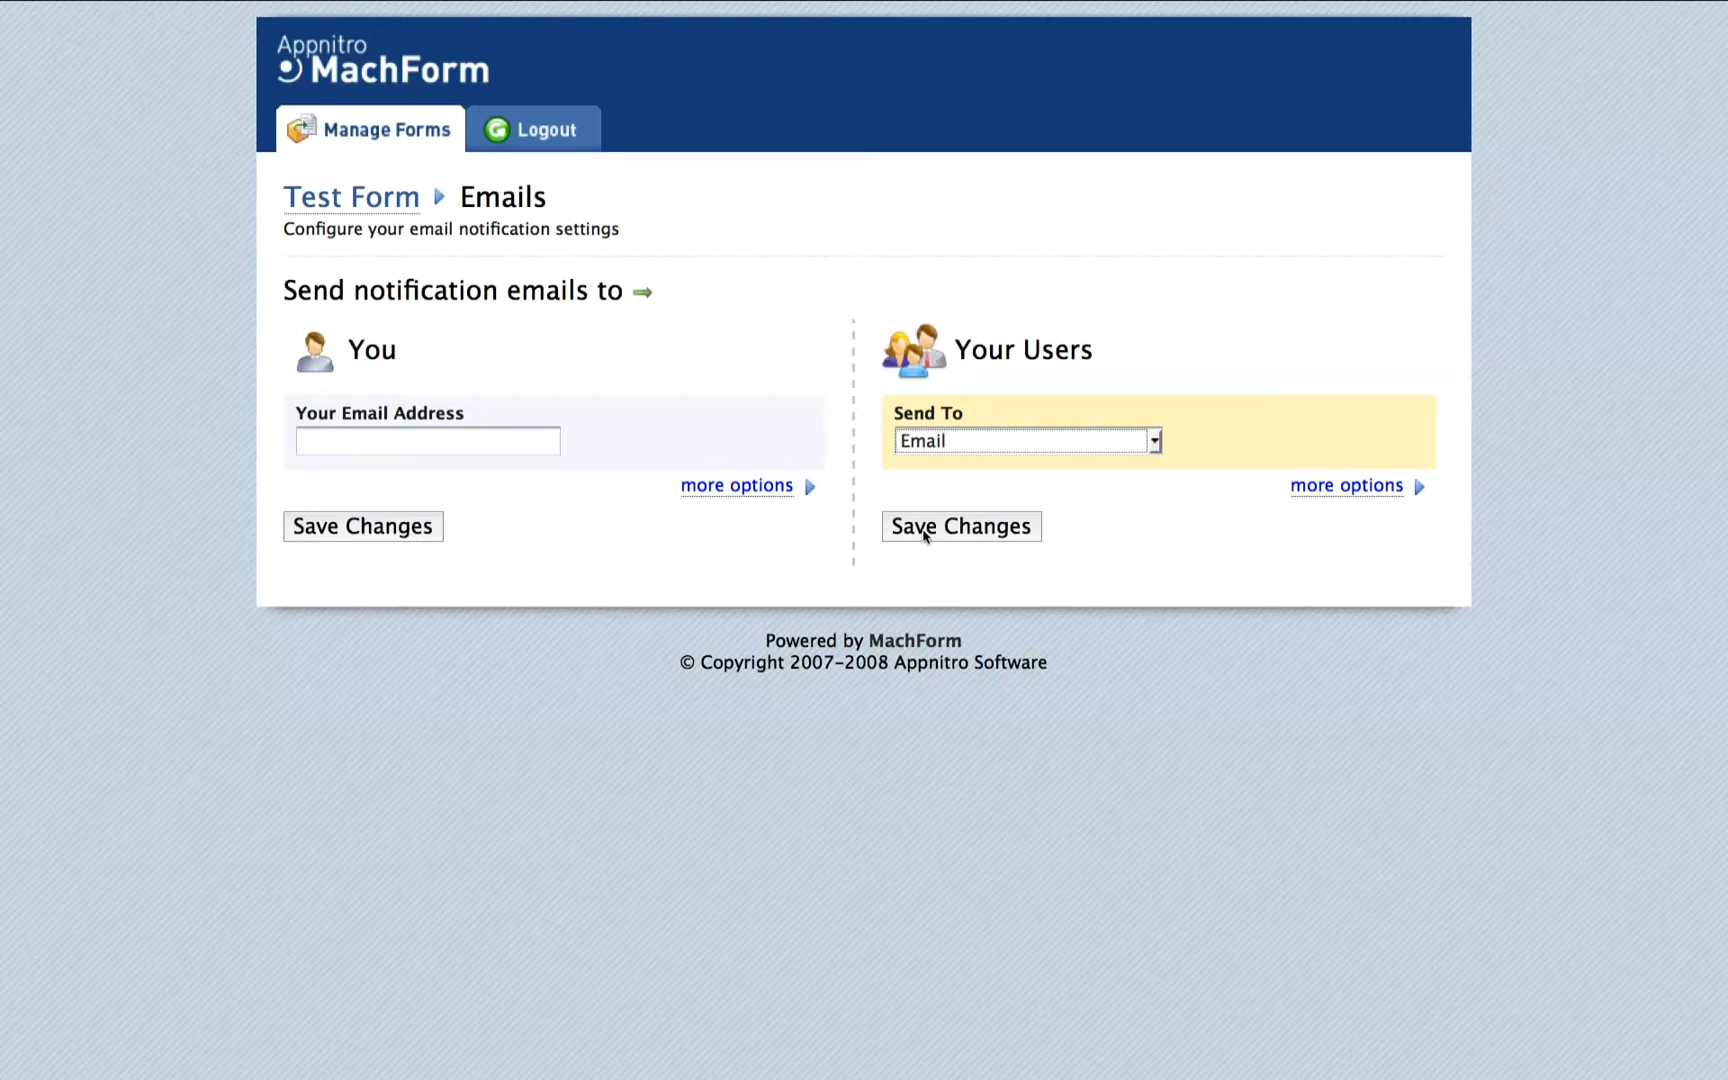 Appnitro
MachForm
Manage Forms
Logout
Test Form Emails
Configure your email notification settings
Send notification emails to
You
Your Email Address
more options
Save Changes
Your Users
Send To
Email
more options
Save Changes
Powered by MachForm
© Copyright 2007-2008 Appnitro Software